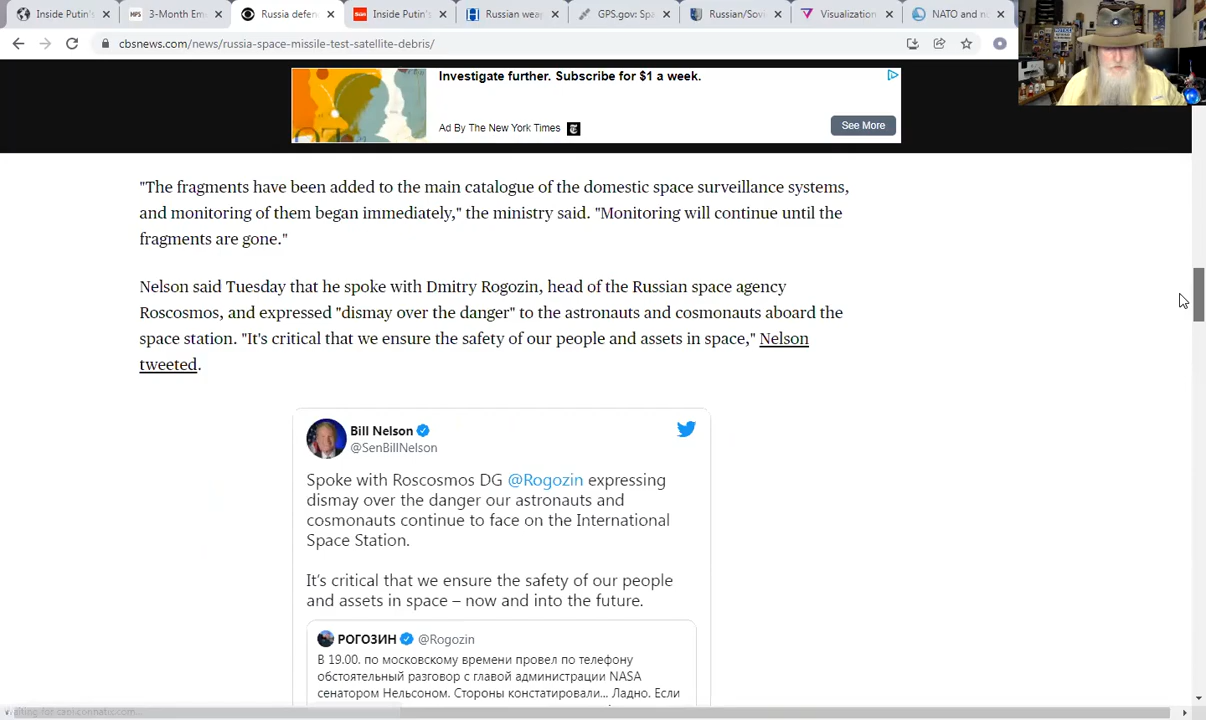 Inside Putin's
3-Month Em
Russia defen
Inside Putin's
Russian wea
GPS.gov: Sp
Russian/Sov
Visualization
NATO and n
cbsnews.com/news/russia-space-missile-test-satellite-debris/
Investigate further. Subscribe for $1 a week.
Ad By The New York Times
See More
"The fragments have been added to the main catalogue of the domestic space surveillance systems,
and monitoring of them began immediately," the ministry said. "Monitoring will continue until the
fragments are gone."
Nelson said Tuesday that he spoke with Dmitry Rogozin, head of the Russian space agency
Roscosmos, and expressed "dismay over the danger" to the astronauts and cosmonauts aboard the
space station. "It's critical that we ensure the safety of our people and assets in space," Nelson
tweeted.
Bill Nelson
@SenBillNelson
Spoke with Roscosmos DG @Rogozin expressing
dismay over the danger our astronauts and
cosmonauts continue to face on the International
Space Station.
It's critical that we ensure the safety of our people
and assets in space – now and into the future.
РОГОЗИН @Rogozin
В 19.00. по московскому времени провел по телефону
обстоятельный разговор с главой администрации NASA
сенатором Нельсоном. Стороны констатировали... Ладно. Если